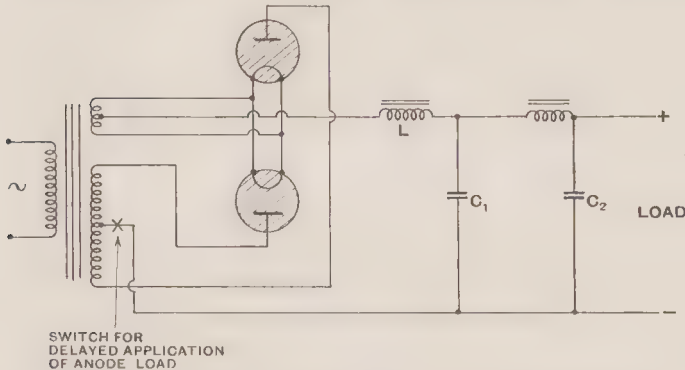 L
+
~
C1
C2
LOAD
−
SWITCH FOR
DELAYED APPLICATION
OF ANODE LOAD